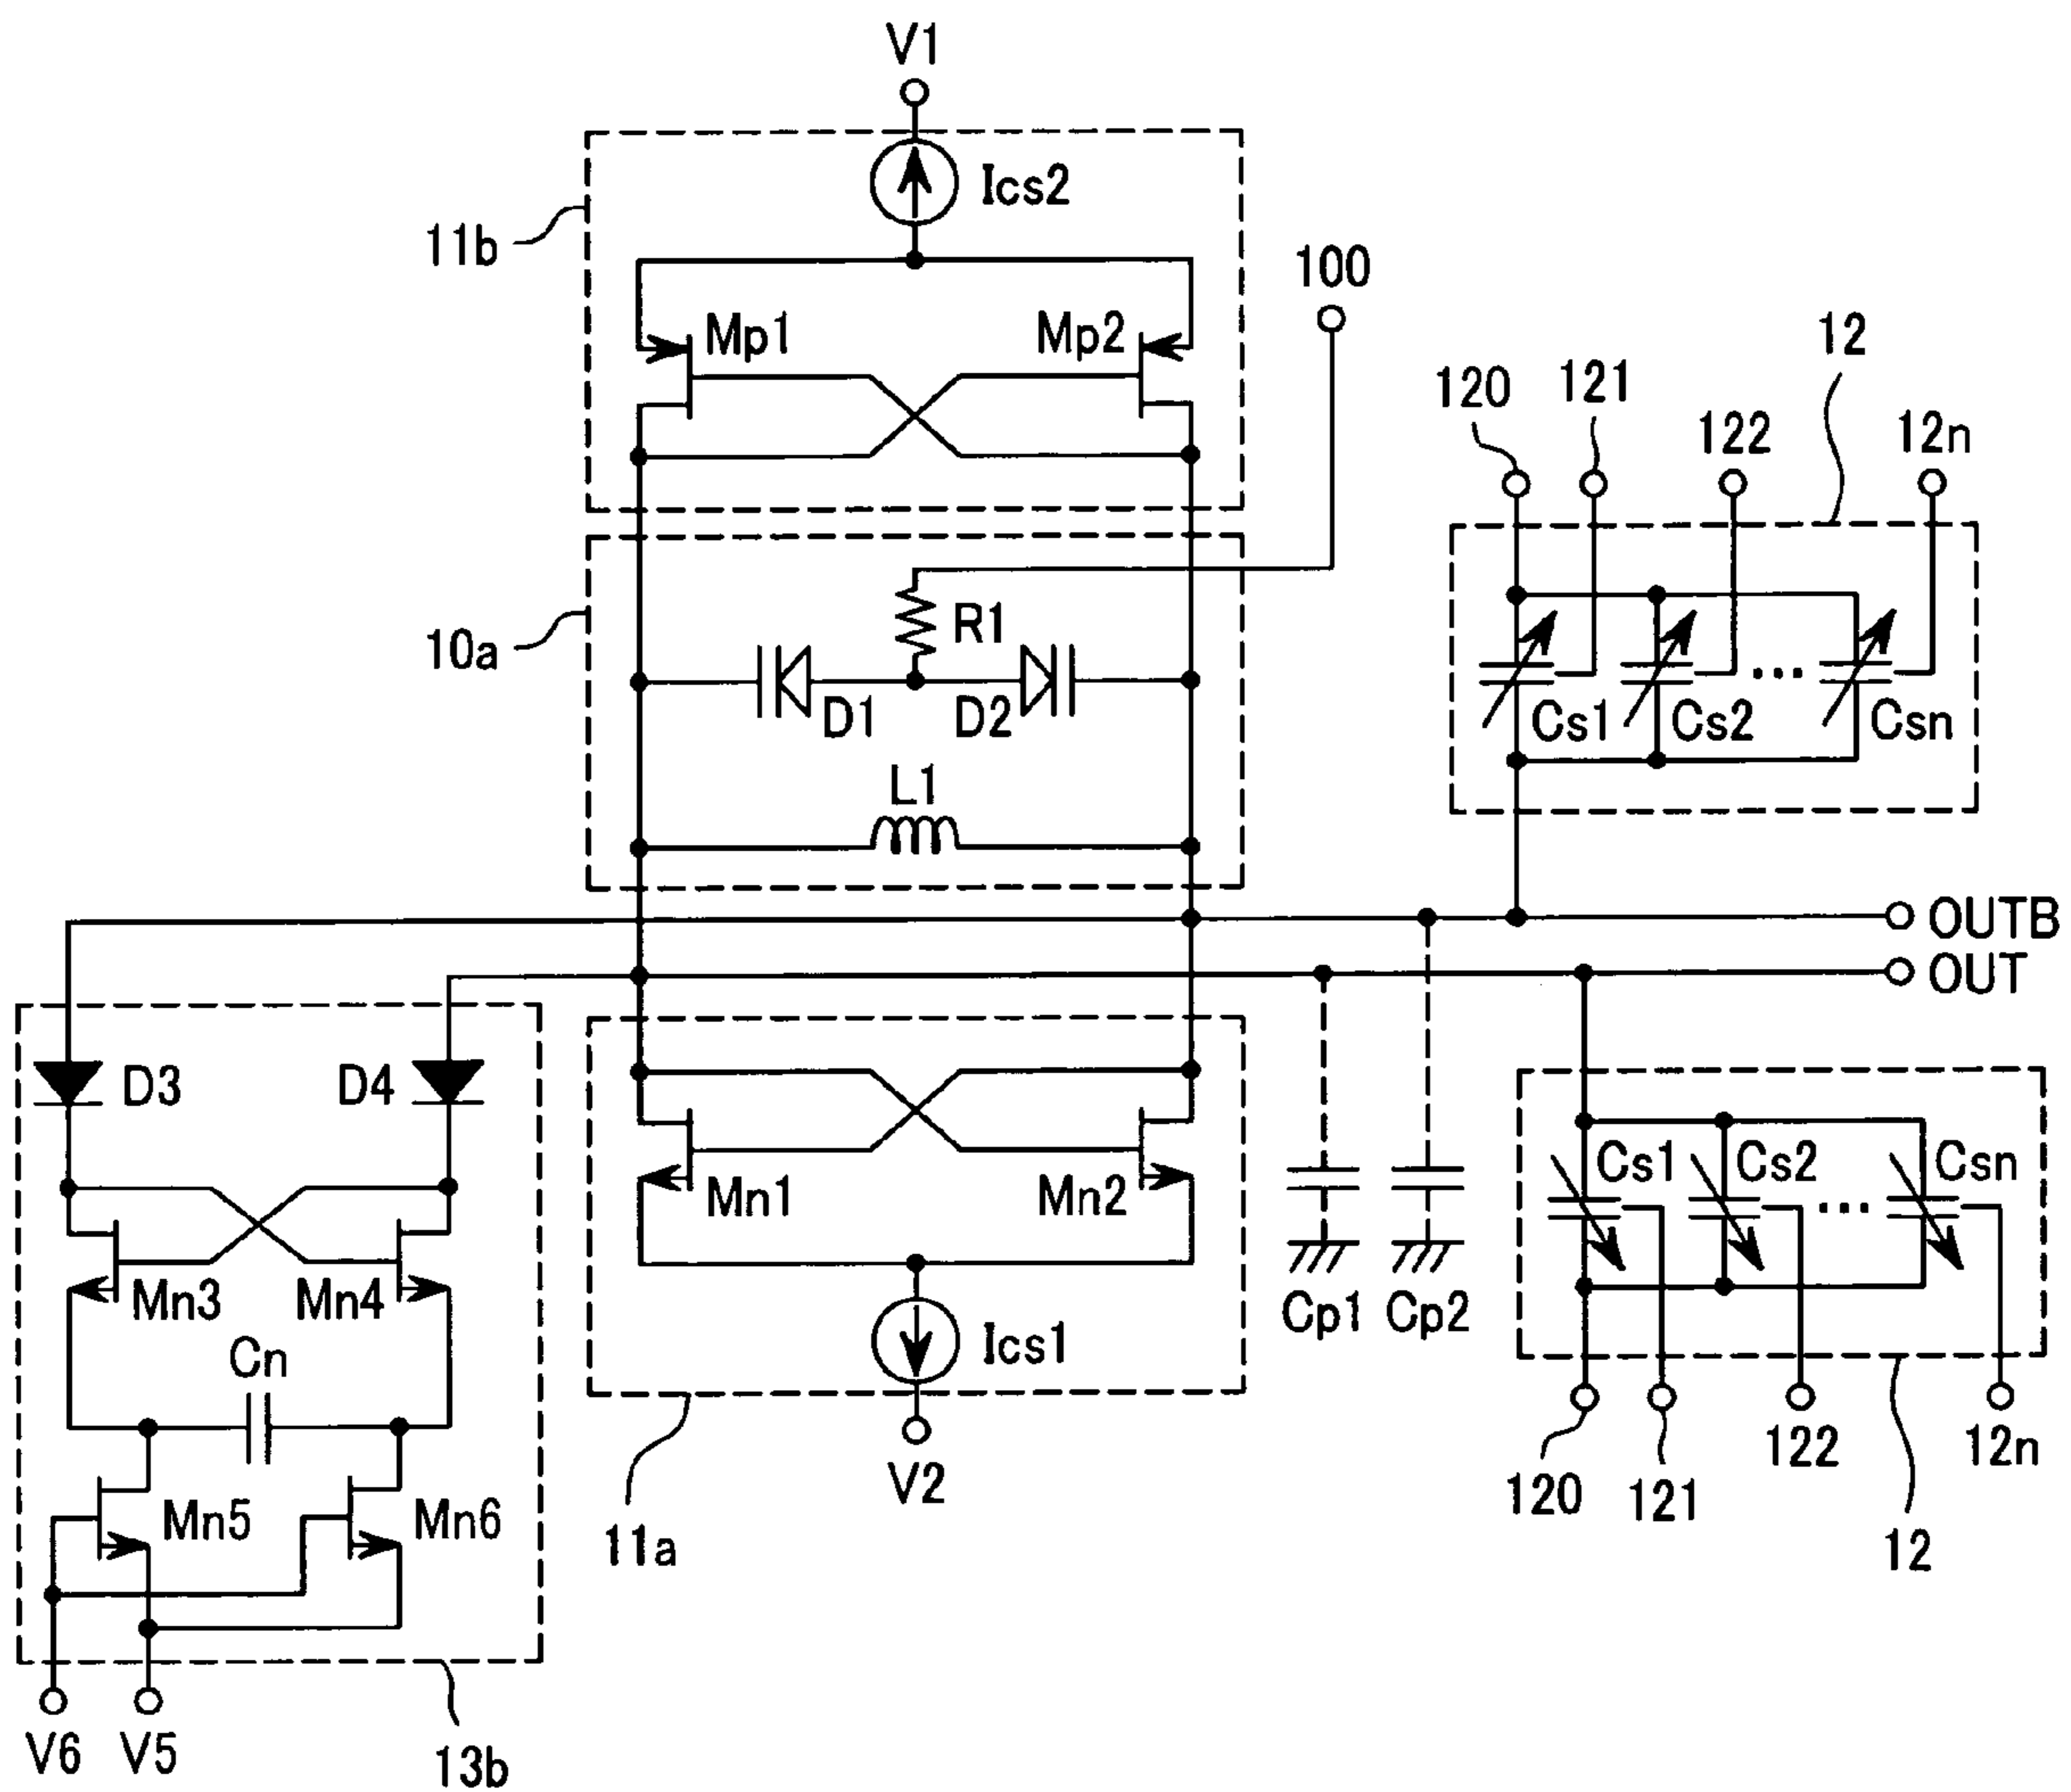 V1
Ics2
11b
100
Mp1
Mp2
12
120
121
122
12n
10a
R1
D1
D2
Cs1
Cs2
...
Csn
L1
OUTB
OUT
D3
D4
Cs1
Cs2
...
Csn
Mn1
Mn2
Mn3
Mn4
Cp1
Cp2
Ics1
Cn
V2
120
121
122
12n
Mn5
Mn6
11a
12
V6
V5
13b